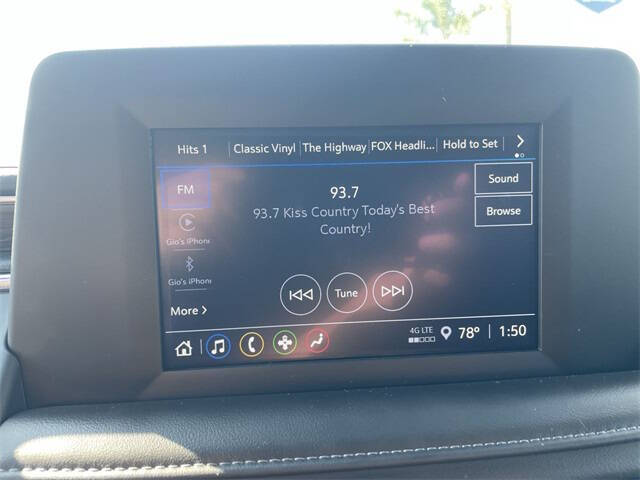 Hits 1 Classic Vinyl The Highway FOX Headli... Hold to Set
FM
93.7
Sound
93.7 Kiss Country Today's Best
Country!
Browse
Gio's iPhone
Gio's iPhone
More
Tune
4G LTE
78° 1:50